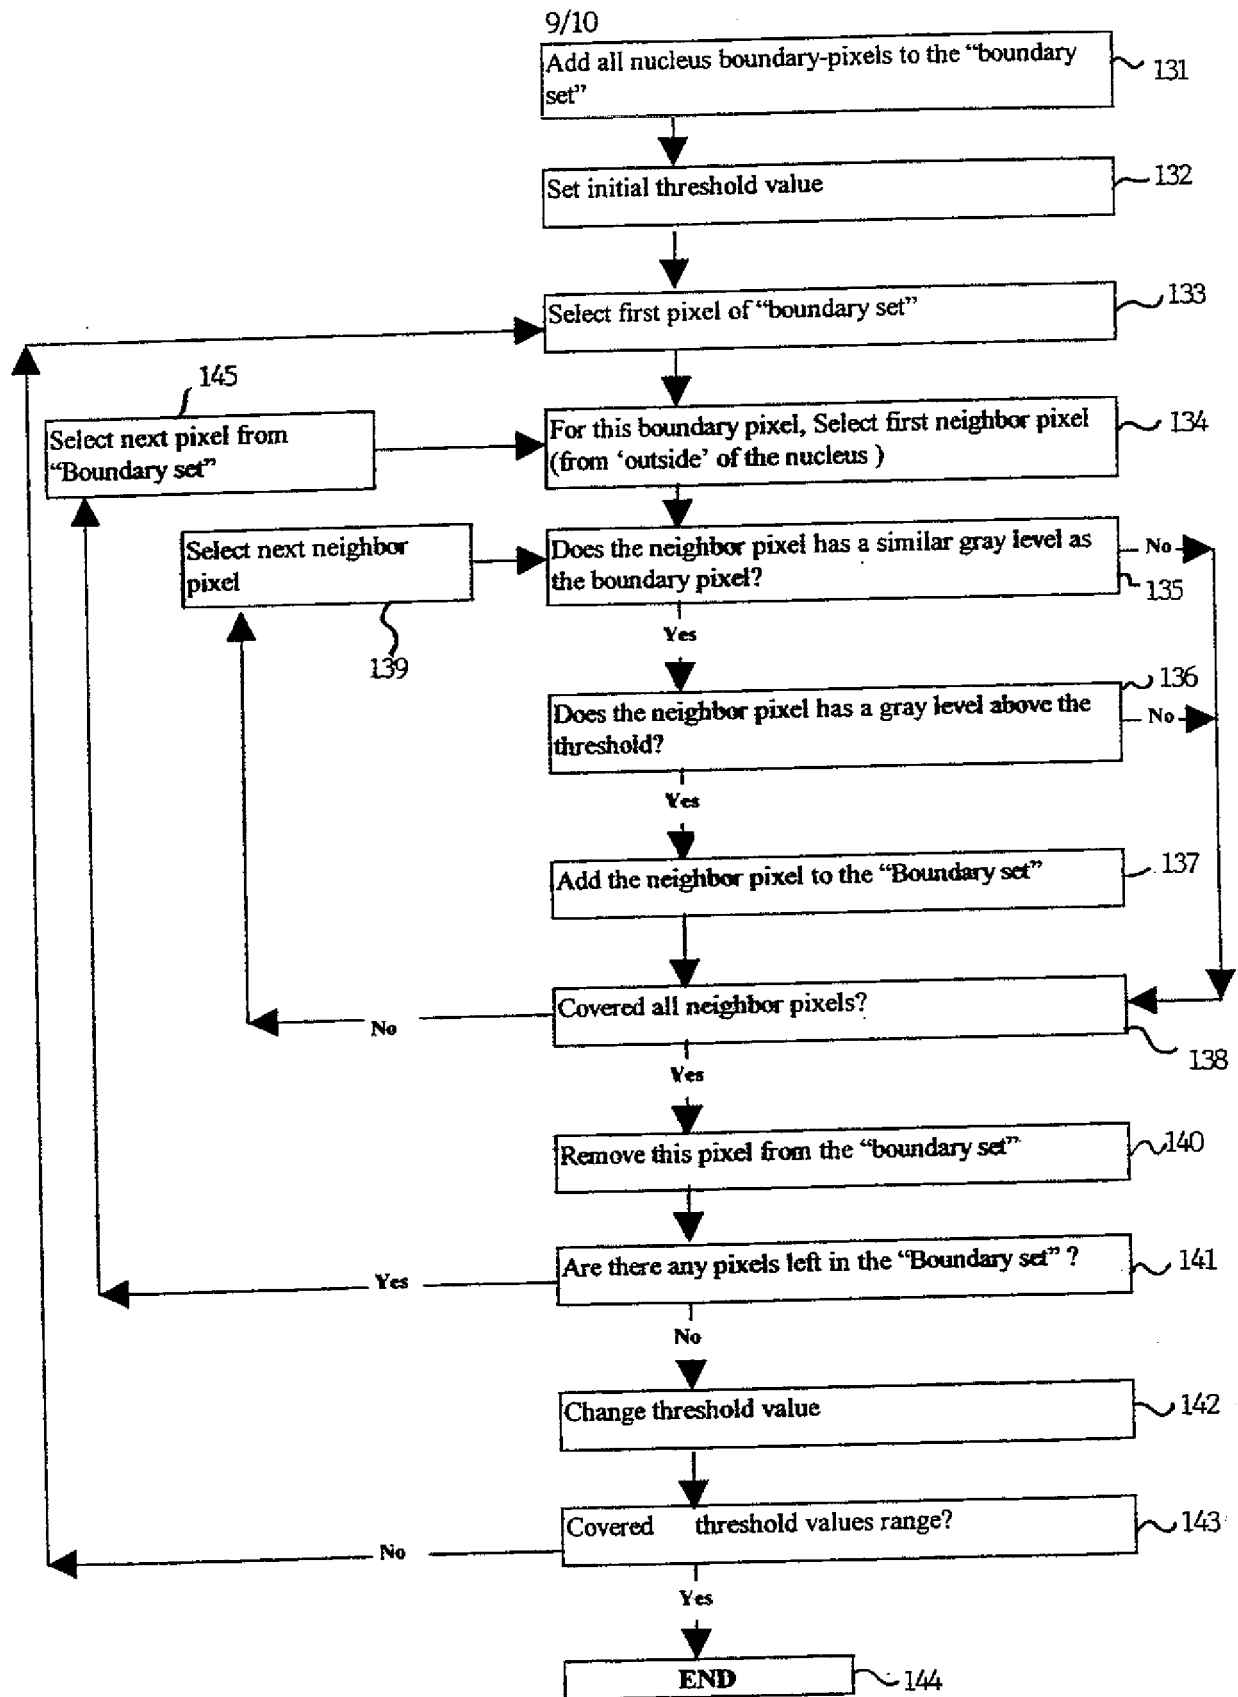 9/10
Add all nucleus boundary-pixels to the “boundary
set”
131
Set initial threshold value
132
Select first pixel of “boundary set”
133
145
Select next pixel from
“Boundary set”
For this boundary pixel, Select first neighbor pixel
(from ‘outside’ of the nucleus )
134
Select next neighbor
pixel
139
Does the neighbor pixel has a similar gray level as
the boundary pixel?
No
135
Yes
136
Does the neighbor pixel has a gray level above the
threshold?
No
Yes
Add the neighbor pixel to the “Boundary set”
137
Covered all neighbor pixels?
No
138
Yes
Remove this pixel from the “boundary set”
140
Are there any pixels left in the “Boundary set” ?
141
Yes
No
Change threshold value
142
Covered threshold values range?
143
No
Yes
END
144